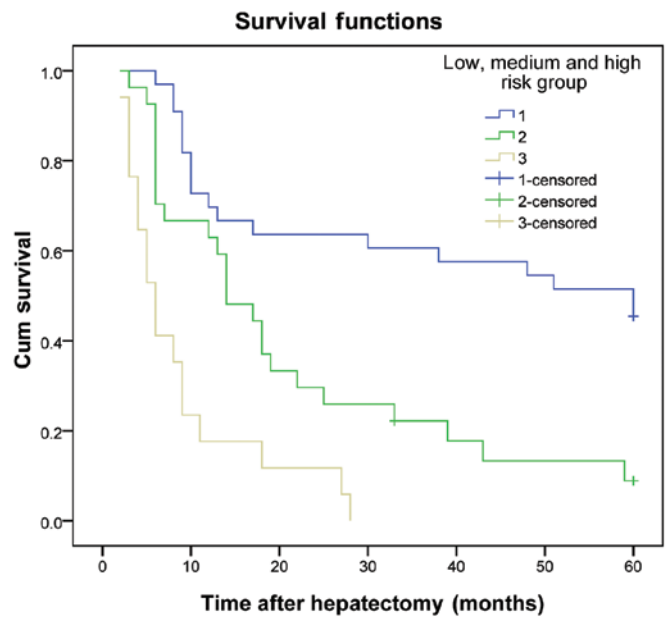 Survival functions
Low, medium and high
risk group
1
2
3
1-censored
2-censored
3-censored
1.0
0.8
0.6
0.4
0.2
0.0
Cum survival
0
10
20
30
40
50
60
Time after hepatectomy (months)